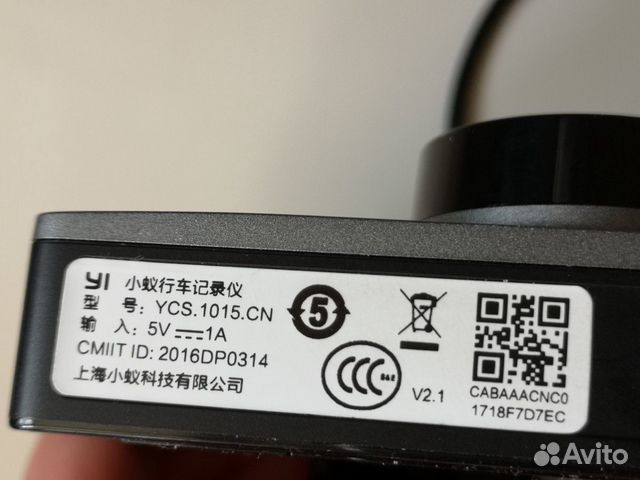 YI 小蚁行车记录仪
型 号: YCS.1015.CN
输 入: 5V⎓1A
CMIIT ID: 2016DP0314
上海小蚁科技有限公司
5
CCC
S&E
V2.1
CABAAACNC0
1718F7D7EC
Avito